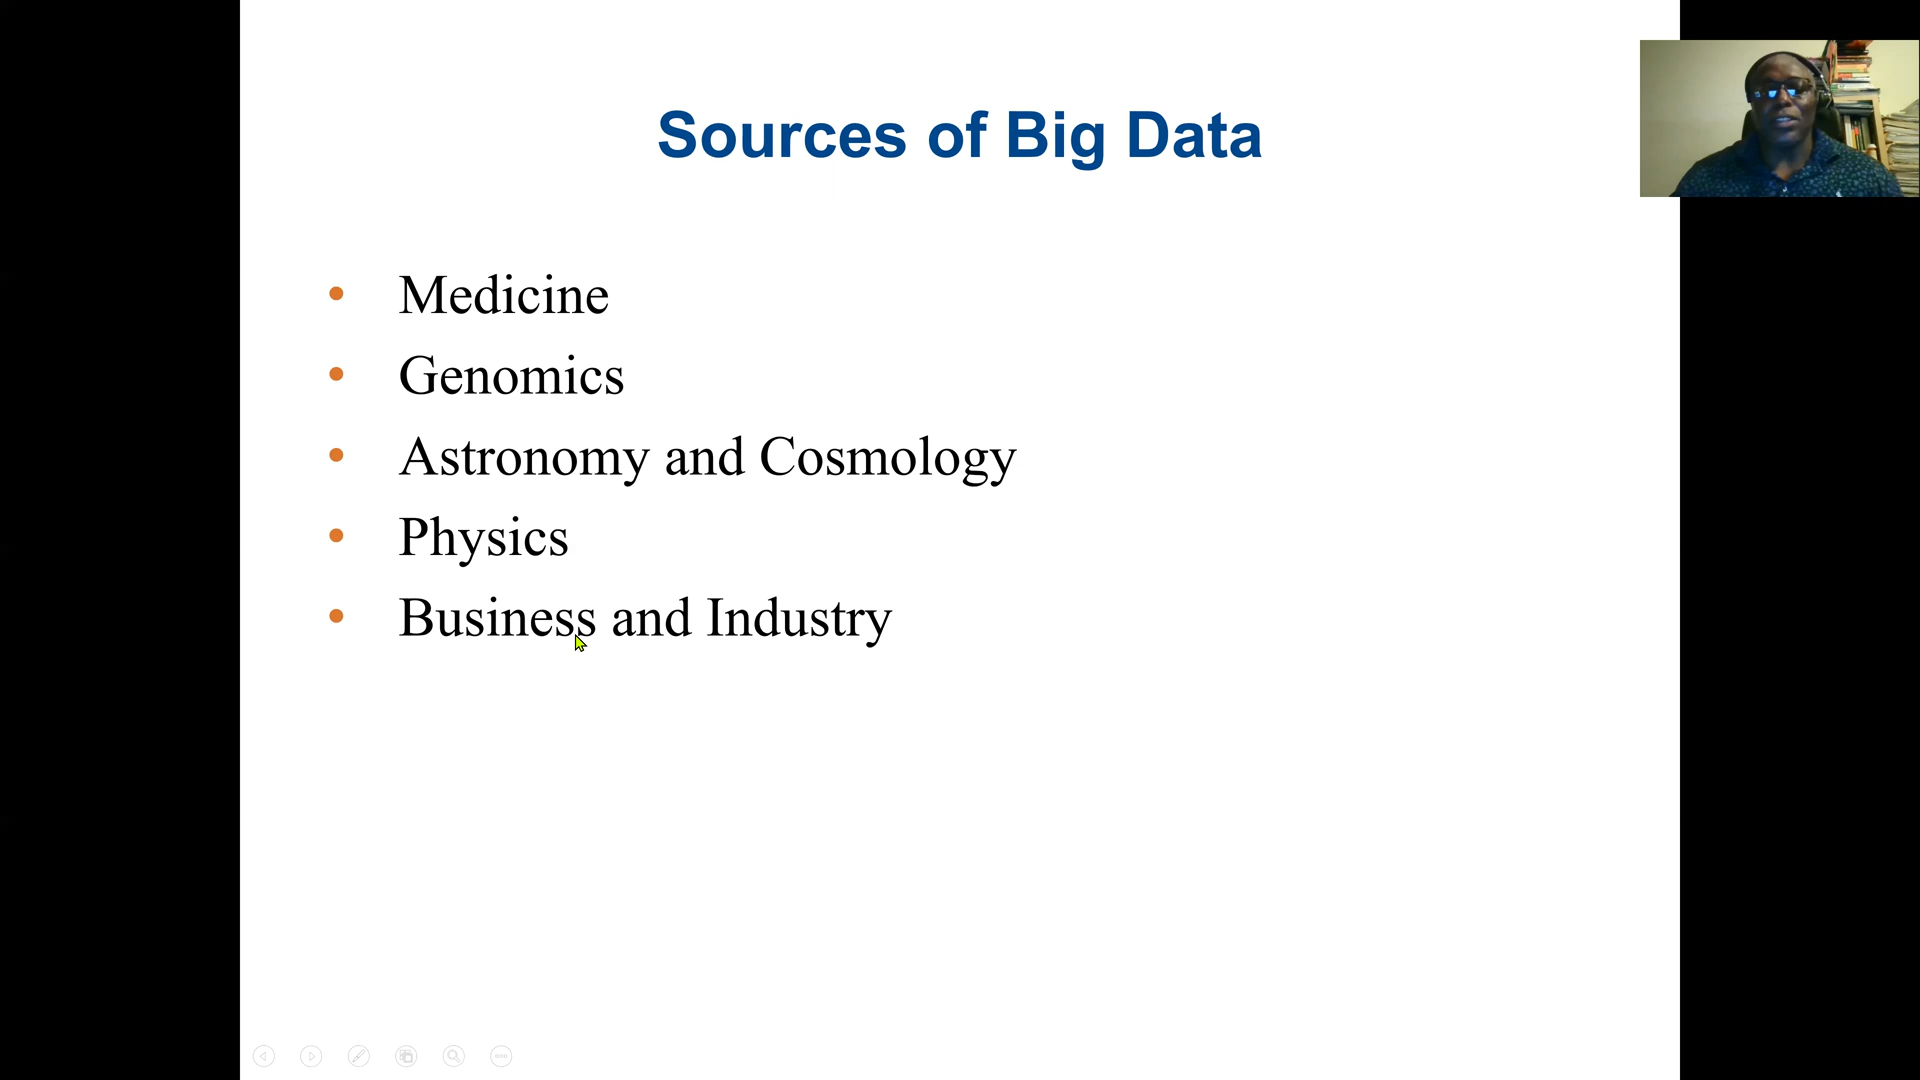 Sources of Big Data
• Medicine
• Genomics
• Astronomy and Cosmology
• Physics
• Business and Industry